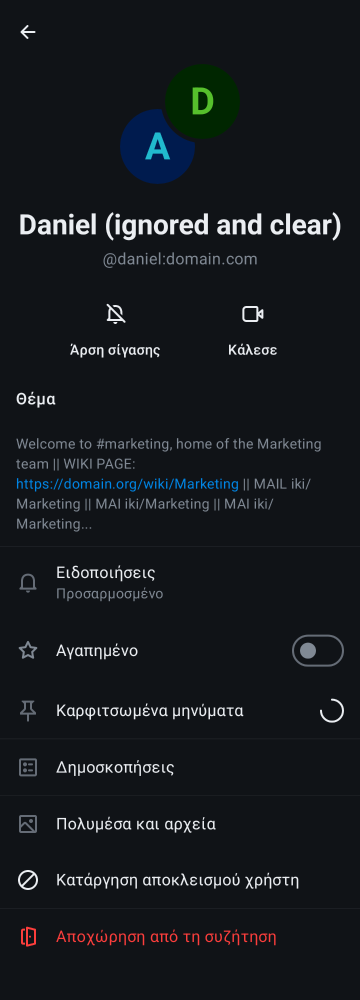 D
A
Daniel (ignored and clear)
@daniel:domain.com
Άρση σίγασης
Κάλεσε
Θέμα
Welcome to #marketing, home of the Marketing
team || WIKI PAGE:
https://domain.org/wiki/Marketing || MAIL iki/
Marketing || MAI iki/Marketing || MAI iki/
Marketing...
Ειδοποιήσεις
Προσαρμοσμένο
Αγαπημένο
Καρφιτσωμένα μηνύματα
Δημοσκοπήσεις
Πολυμέσα και αρχεία
Κατάργηση αποκλεισμού χρήστη
Αποχώρηση από τη συζήτηση